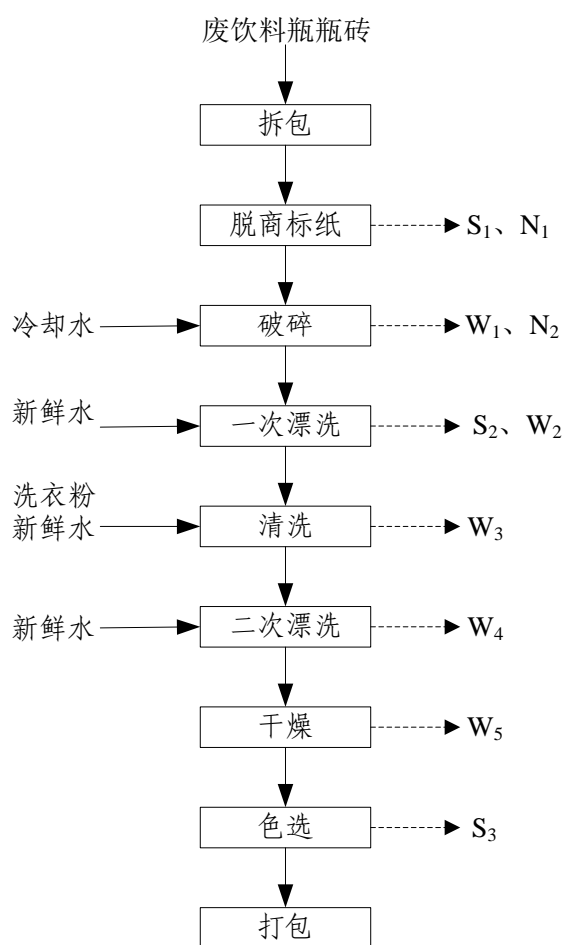 废饮料瓶瓶砖
拆包
脱商标纸
S₁、N₁
冷却水
破碎
W₁、N₂
新鲜水
一次漂洗
S₂、W₂
洗衣粉
新鲜水
清洗
W₃
新鲜水
二次漂洗
W₄
干燥
W₅
色选
S₃
打包